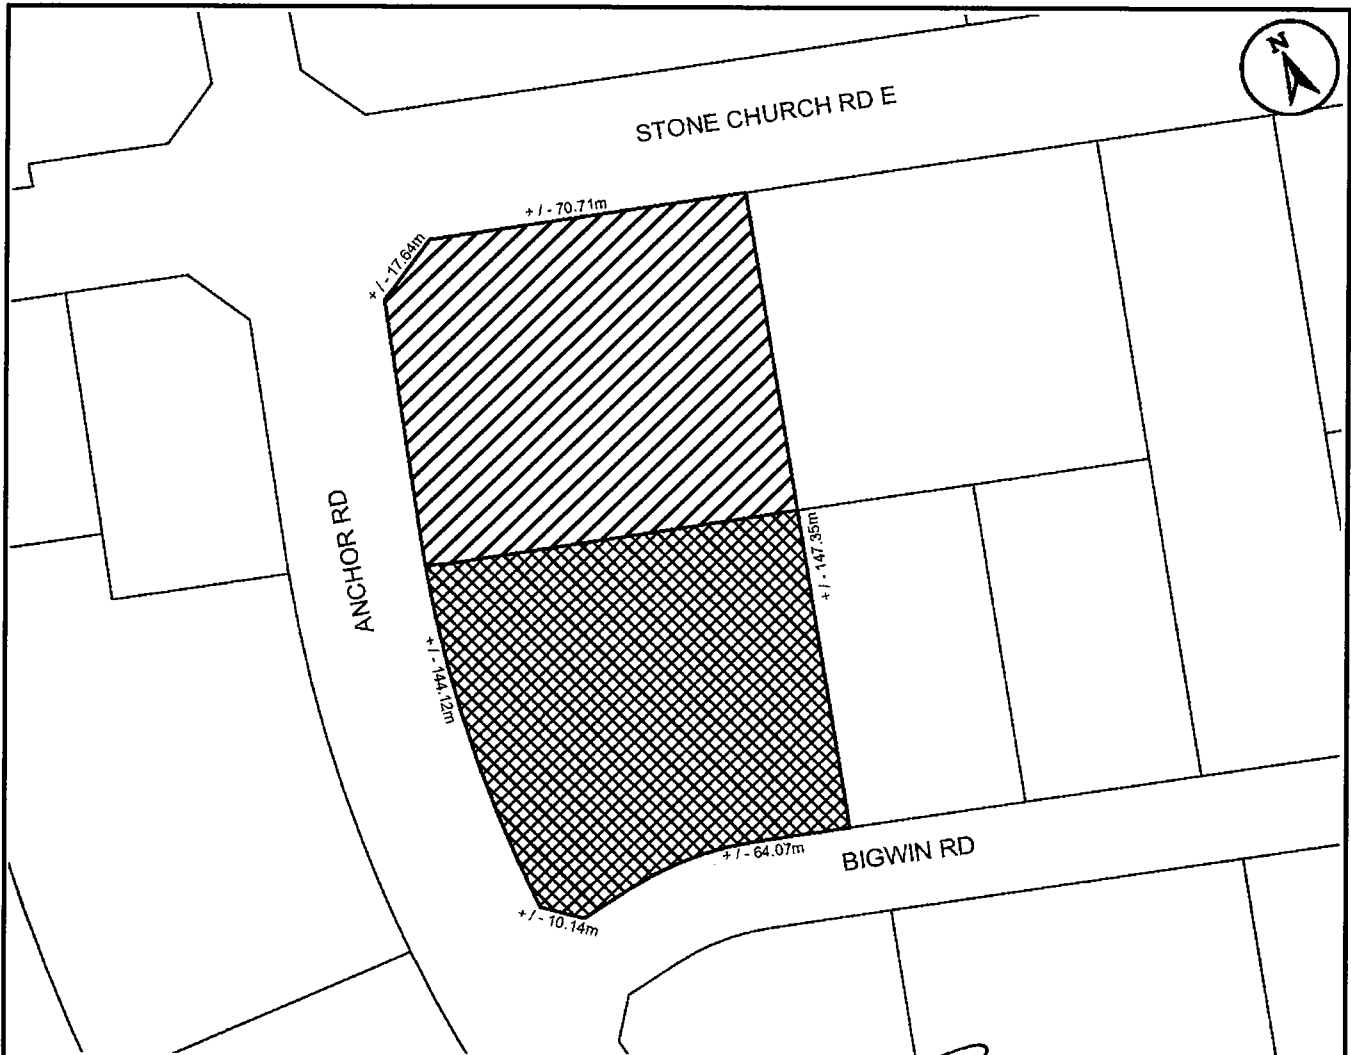 N
STONE CHURCH RD E
+ / - 70.71m
+ / - 17.64m
ANCHOR RD
+ / - 147.35m
+ / - 144.12m
+ / - 64.07m
BIGWIN RD
+ / - 10.14m